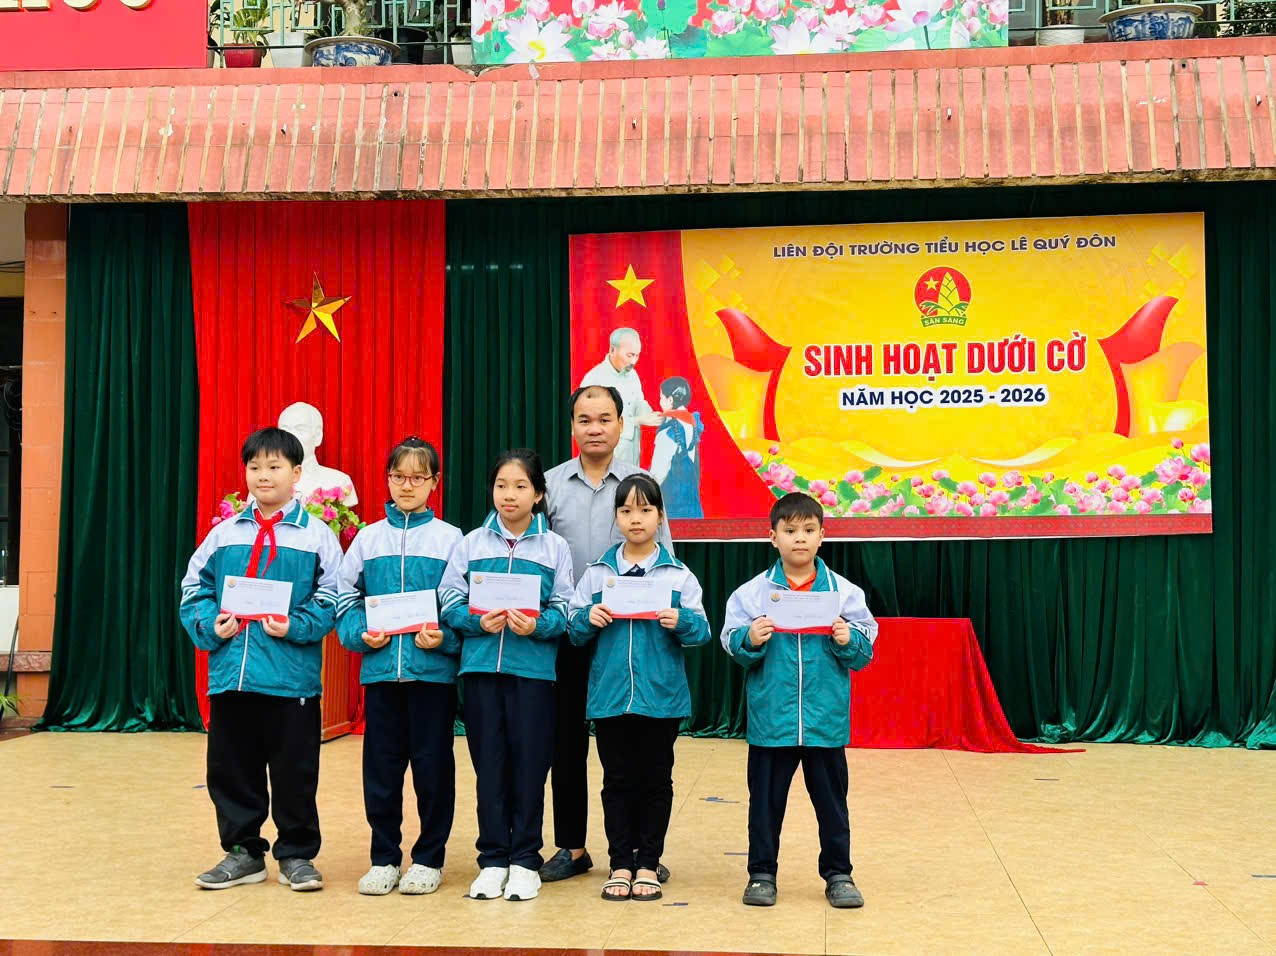 LIÊN ĐỘI TRƯỜNG TIỂU HỌC LÊ QUÝ ĐÔN
SẴN SÀNG
SINH HOẠT DƯỚI CỜ
NĂM HỌC 2025 - 2026